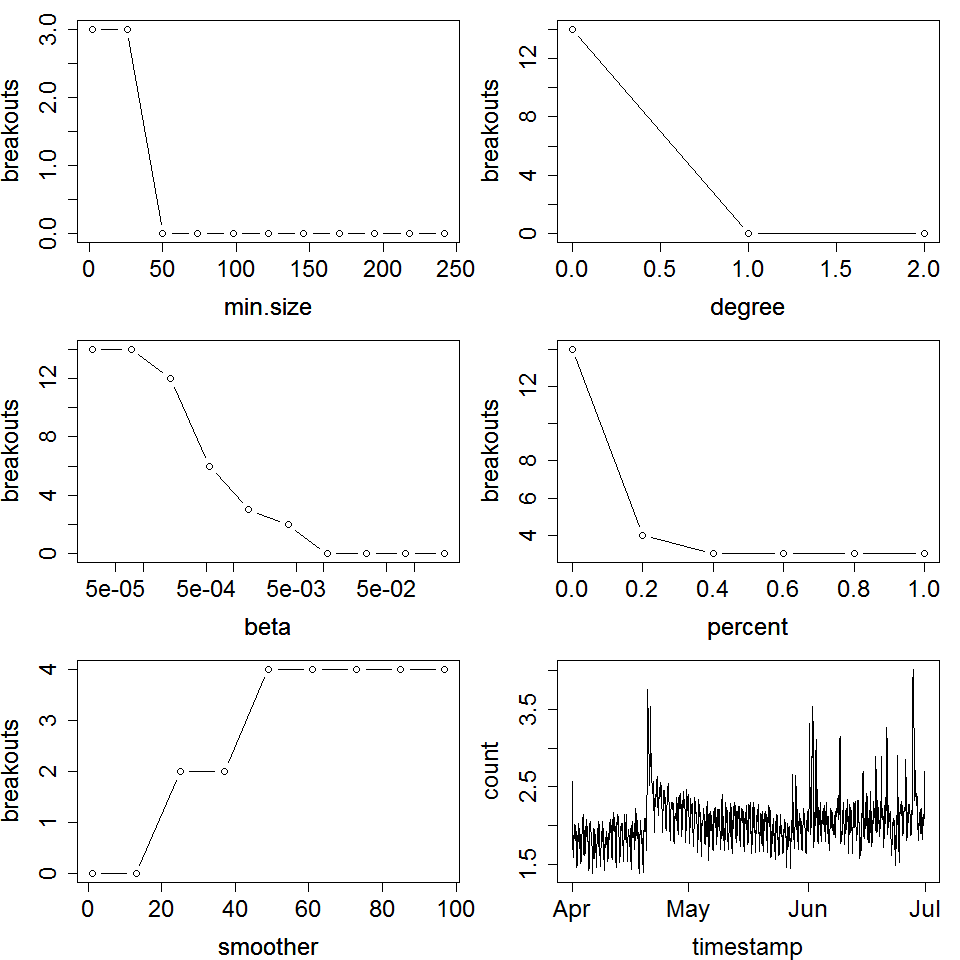 breakouts
3.0
2.0
1.0
0.0
0 50 100 150 200 250
min.size
breakouts
12
8
4
0
0.0 0.5 1.0 1.5 2.0
degree
breakouts
12
8
4
0
5e-05 5e-04 5e-03 5e-02
beta
breakouts
12
8
6
4
0.0 0.2 0.4 0.6 0.8 1.0
percent
breakouts
4
3
2
1
0
0 20 40 60 80 100
smoother
count
3.5
2.5
1.5
Apr May Jun Jul
timestamp